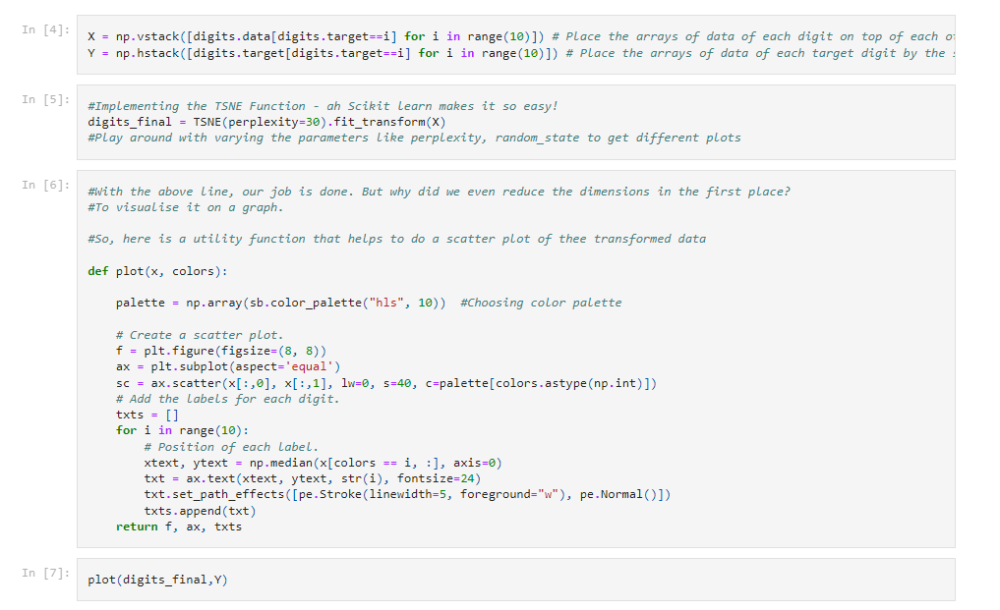 In [4]:
X = np.vstack([digits.data[digits.target==i] for i in range(10)]) # Place the arrays of data of each digit on top of each
Y = np.hstack([digits.target[digits.target==i] for i in range(10)]) # Place the arrays of data of each target digit by the
In [5]:
#Implementing the TSNE Function - ah Scikit learn makes it so easy!
digits_final = TSNE(perplexity=30).fit_transform(X)
#Play around with varying the parameters like perplexity, random_state to get different plots
In [6]:
#With the above line, our job is done. But why did we even reduce the dimensions in the first place?
#To visualise it on a graph.
#So, here is a utility function that helps to do a scatter plot of thee transformed data
def plot(x, colors):
    palette = np.array(sb.color_palette("hls", 10))  #Choosing color palette
    # Create a scatter plot.
    f = plt.figure(figsize=(8, 8))
    ax = plt.subplot(aspect='equal')
    sc = ax.scatter(x[:,0], x[:,1], lw=0, s=40, c=palette[colors.astype(np.int)])
    # Add the labels for each digit.
    txts = []
    for i in range(10):
        # Position of each label.
        xtext, ytext = np.median(x[colors == i, :], axis=0)
        txt = ax.text(xtext, ytext, str(i), fontsize=24)
        txt.set_path_effects([pe.Stroke(linewidth=5, foreground="w"), pe.Normal()])
        txts.append(txt)
    return f, ax, txts
In [7]:
plot(digits_final,Y)